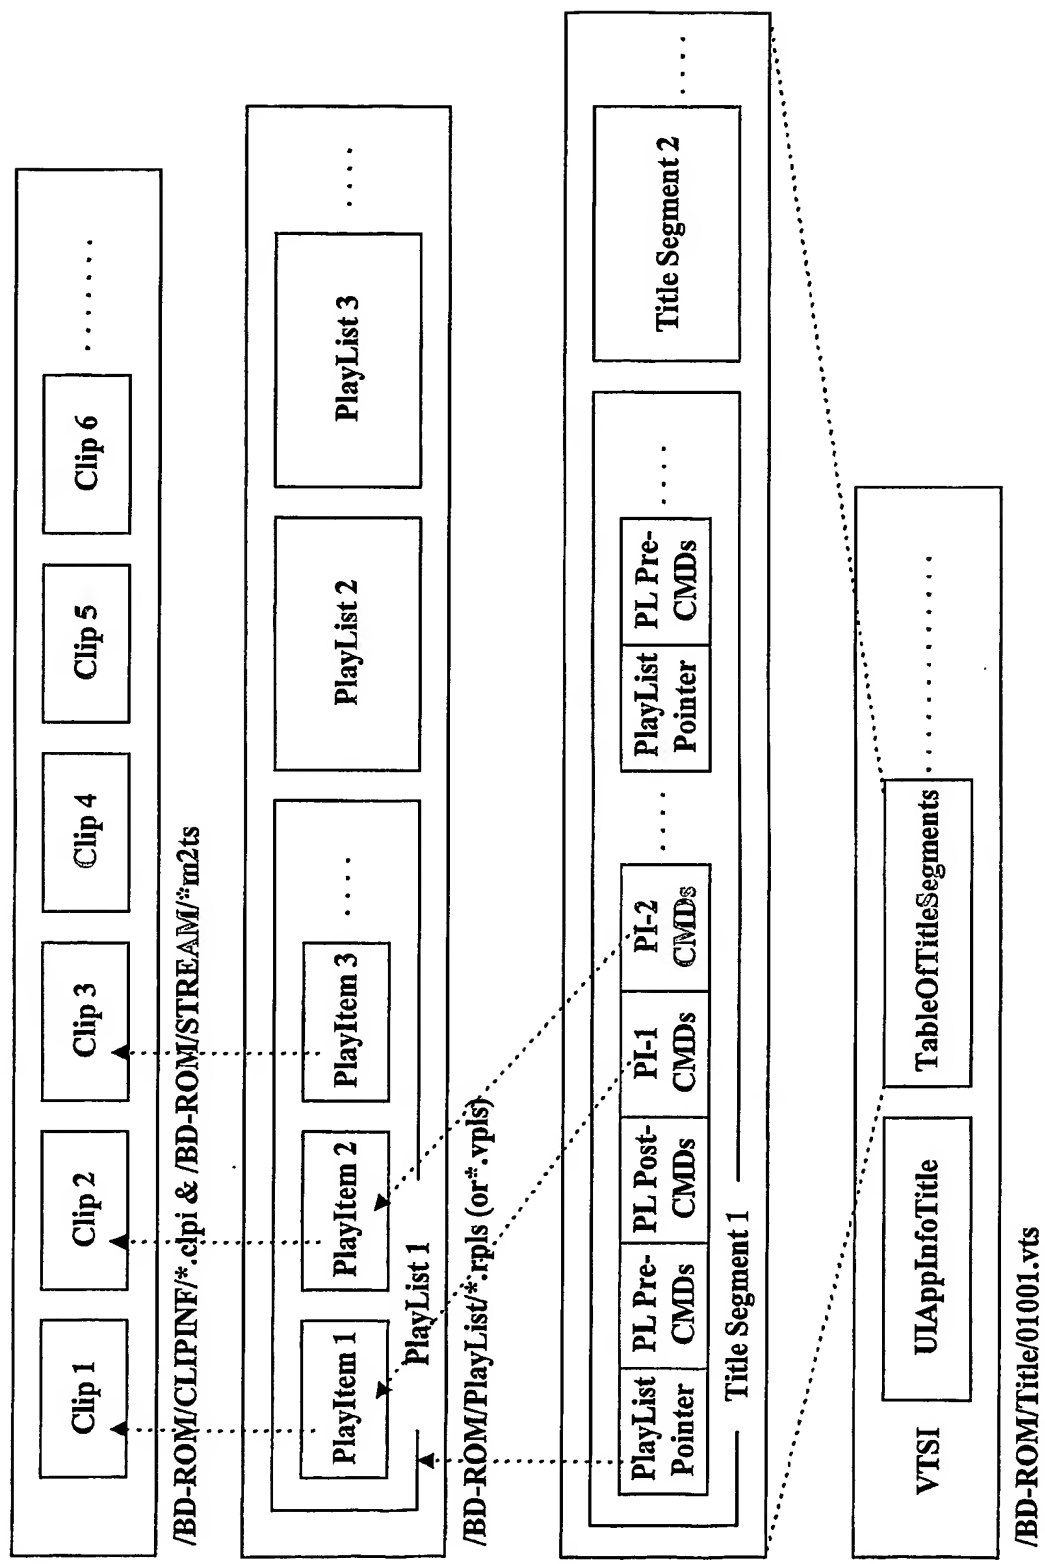 Clip 1
Clip 2
Clip 3
Clip 4
Clip 5
Clip 6
. . . . . . .
/BD-ROM/CLIPINF/*.clpi & /BD-ROM/STREAM/*m2ts
PlayItem 1
PlayItem 2
PlayItem 3
. . . .
PlayList 1
PlayList 2
PlayList 3
. . . .
/BD-ROM/PlayList/*.rpls (or*.vpls)
PlayList
Pointer
PL Pre-
CMDs
PL Post-
CMDs
PI-1
CMDs
PI-2
CMDs
. . . .
PlayList
Pointer
PL Pre-
CMDs
. . . .
Title Segment 1
Title Segment 2
. . . .
VTSI
UIAppInfoTitle
TableOfTitleSegments
. . . . . . . . . . . .
/BD-ROM/Title/01001.vts